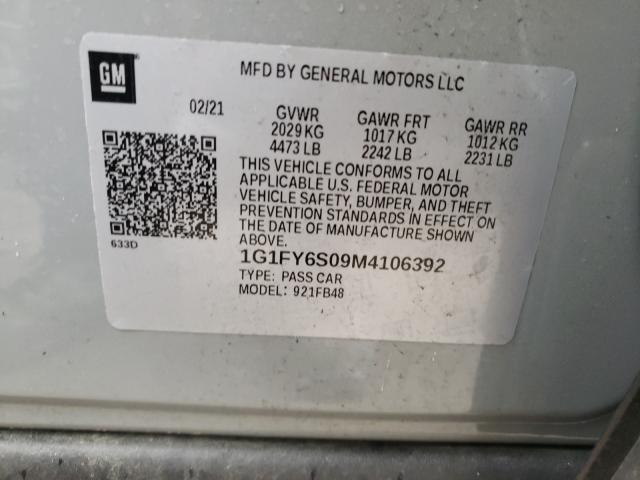 GM
MFD BY GENERAL MOTORS LLC
02/21 GVWR GAWR FRT GAWR RR
2029 KG 1017 KG 1012 KG
4473 LB 2242 LB 2231 LB
THIS VEHICLE CONFORMS TO ALL
APPLICABLE U.S. FEDERAL MOTOR
VEHICLE SAFETY, BUMPER, AND THEFT
PREVENTION STANDARDS IN EFFECT ON
THE DATE OF MANUFACTURE SHOWN
ABOVE.
633D
1G1FY6S09M4106392
TYPE: PASS CAR
MODEL: 921FB48